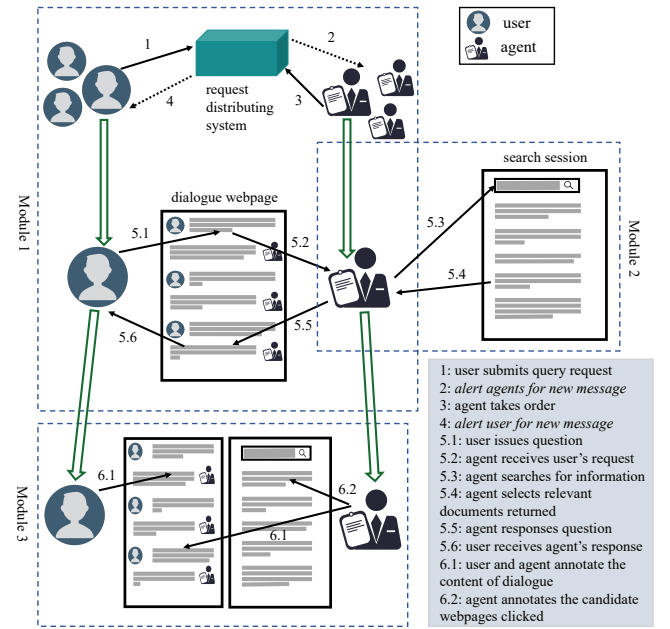 user
agent
1
2
3
4
request
distributing
system
Module 1
dialogue webpage
search session
5.1
5.2
5.3
5.4
5.5
5.6
Module 2
1: user submits query request
2: alert agents for new message
3: agent takes order
4: alert user for new message
5.1: user issues question
5.2: agent receives user's request
5.3: agent searches for information
5.4: agent selects relevant
documents returned
5.5: agent responses question
5.6: user receives agent's response
6.1: user and agent annotate the
content of dialogue
6.2: agent annotates the candidate
webpages clicked
Module 3
6.1
6.2
6.1